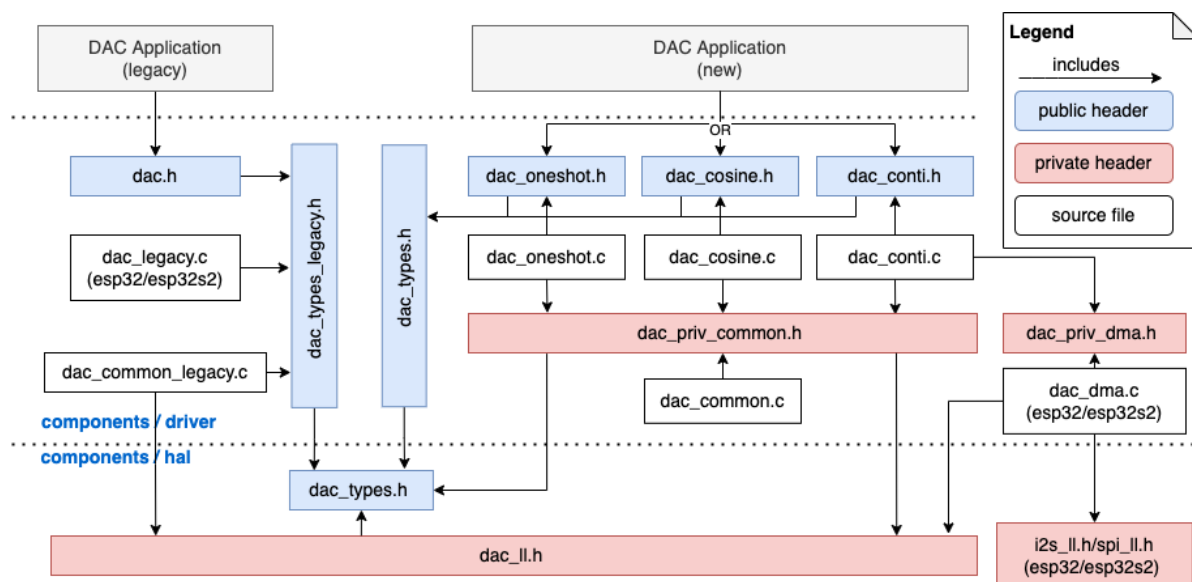 DAC Application
(legacy)
DAC Application
(new)
Legend
includes
public header
private header
source file
OR
dac.h
dac_types_legacy.h
dac_types.h
dac_oneshot.h
dac_cosine.h
dac_conti.h
dac_legacy.c
(esp32/esp32s2)
dac_oneshot.c
dac_cosine.c
dac_conti.c
dac_priv_common.h
dac_priv_dma.h
dac_common_legacy.c
dac_common.c
dac_dma.c
(esp32/esp32s2)
components / driver
components / hal
dac_types.h
dac_ll.h
i2s_ll.h/spi_ll.h
(esp32/esp32s2)